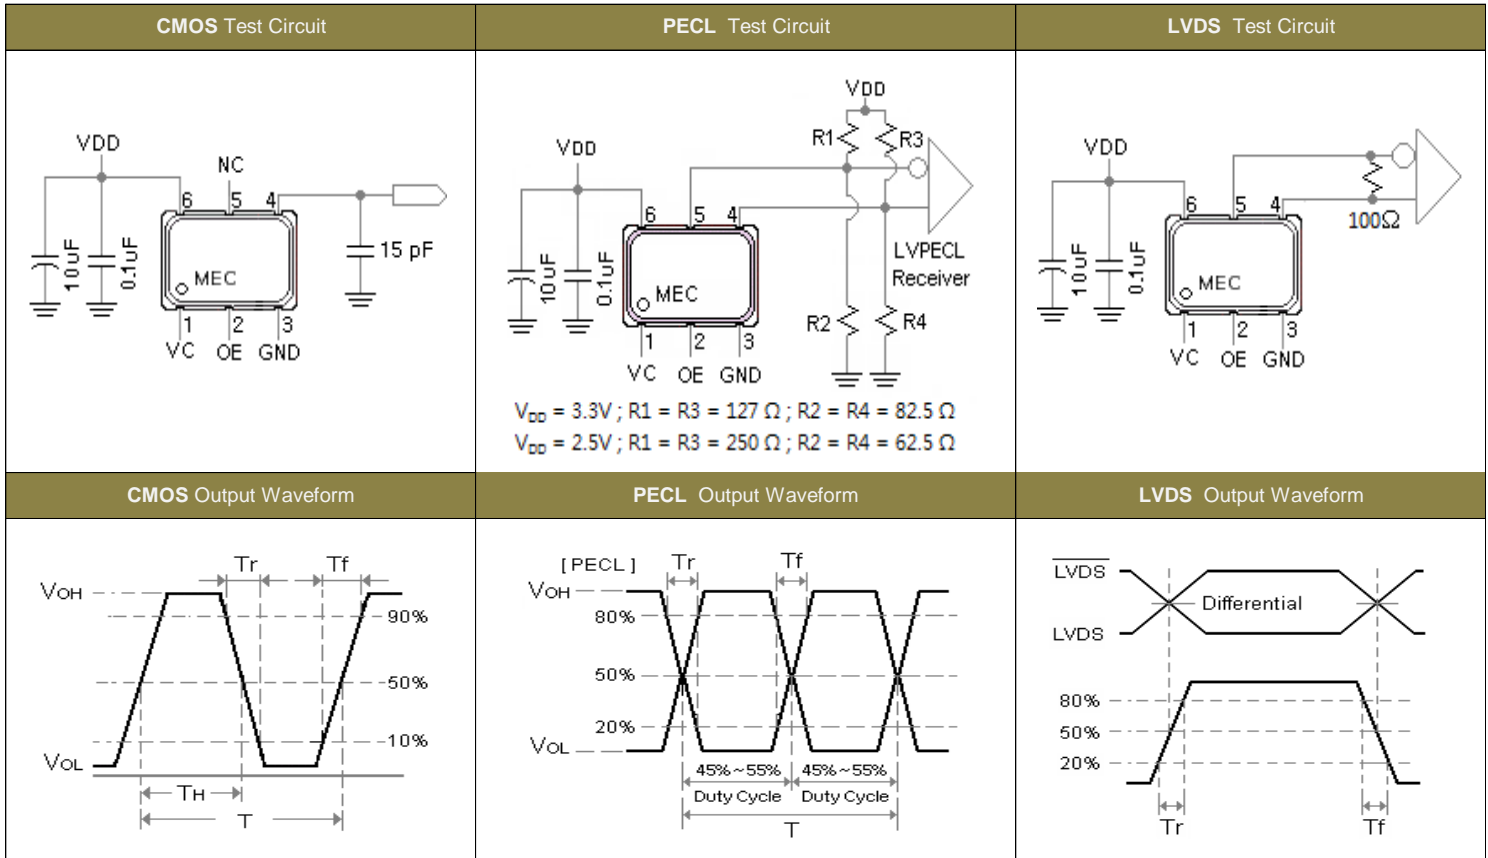 CMOS Test Circuit
PECL Test Circuit
LVDS Test Circuit
VDD
NC
6
5
4
10uF
0.1uF
15 pF
MEC
1
2
3
VC
OE
GND
VDD
R1
R3
VDD
6
5
4
10uF
0.1uF
LVPECL
Receiver
MEC
R2
R4
1
2
3
VC
OE
GND
VDD = 3.3V ; R1 = R3 = 127 Ω ; R2 = R4 = 82.5 Ω
VDD = 2.5V ; R1 = R3 = 250 Ω ; R2 = R4 = 62.5 Ω
VDD
6
5
4
100Ω
10uF
0.1uF
MEC
1
2
3
VC
OE
GND
CMOS Output Waveform
PECL Output Waveform
LVDS Output Waveform
Tr
Tf
VOH
90%
50%
10%
VOL
TH
T
[ PECL ]
Tr
Tf
VOH
80%
50%
20%
VOL
45%~55%
45%~55%
Duty Cycle
Duty Cycle
T
LVDS
Differential
LVDS
80%
50%
20%
Tr
Tf